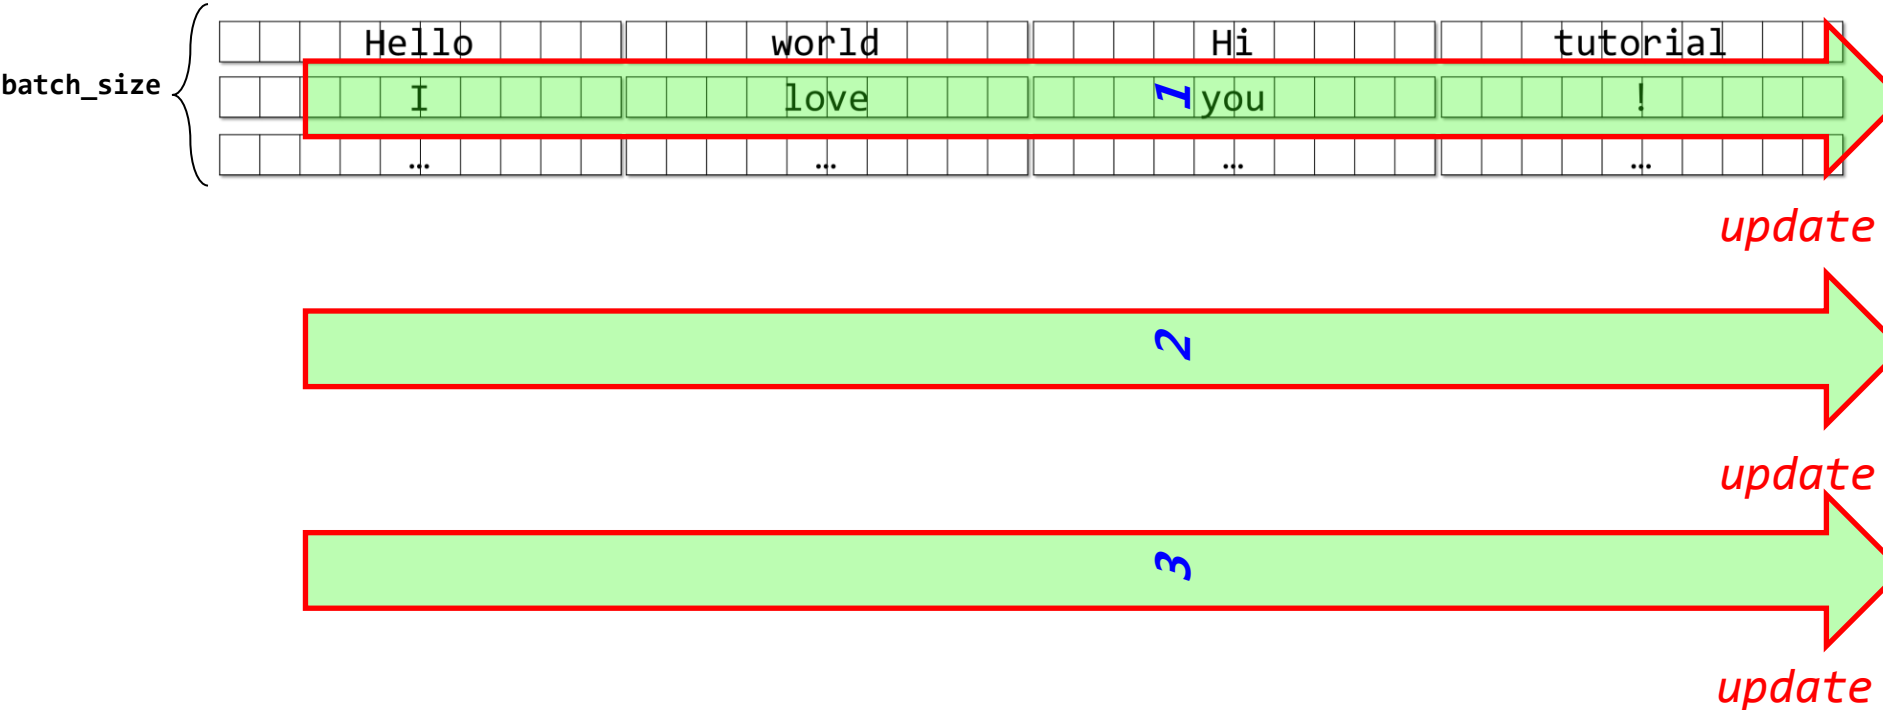 Hello world Hi tutorial
batch_size
I love 1 you !
… … … …
update
2
update
3
update